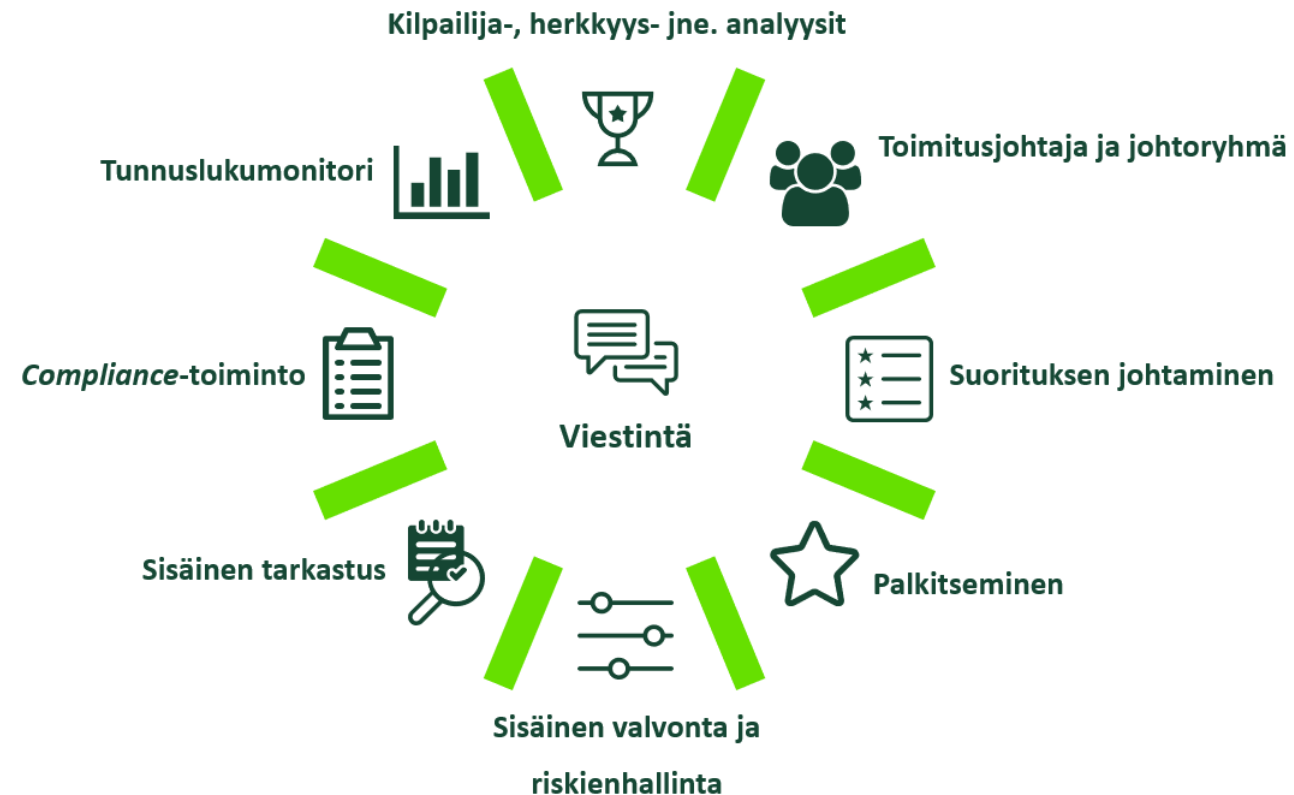 Kilpailija-, herkkyys- jne. analyysit
Toimitusjohtaja ja johtoryhmä
Tunnuslukumonitori
Compliance-toiminto
Suorituksen johtaminen
Viestintä
Sisäinen tarkastus
Palkitseminen
Sisäinen valvonta ja
riskienhallinta